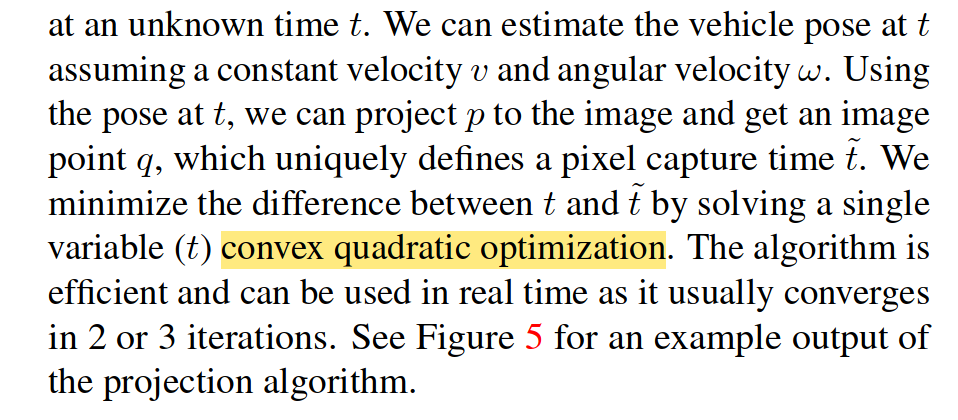 at an unknown time t. We can estimate the vehicle pose at t
assuming a constant velocity v and angular velocity ω. Using
the pose at t, we can project p to the image and get an image
point q, which uniquely defines a pixel capture time t̃. We
minimize the difference between t and t̃ by solving a single
variable (t) convex quadratic optimization. The algorithm is
efficient and can be used in real time as it usually converges
in 2 or 3 iterations. See Figure 5 for an example output of
the projection algorithm.